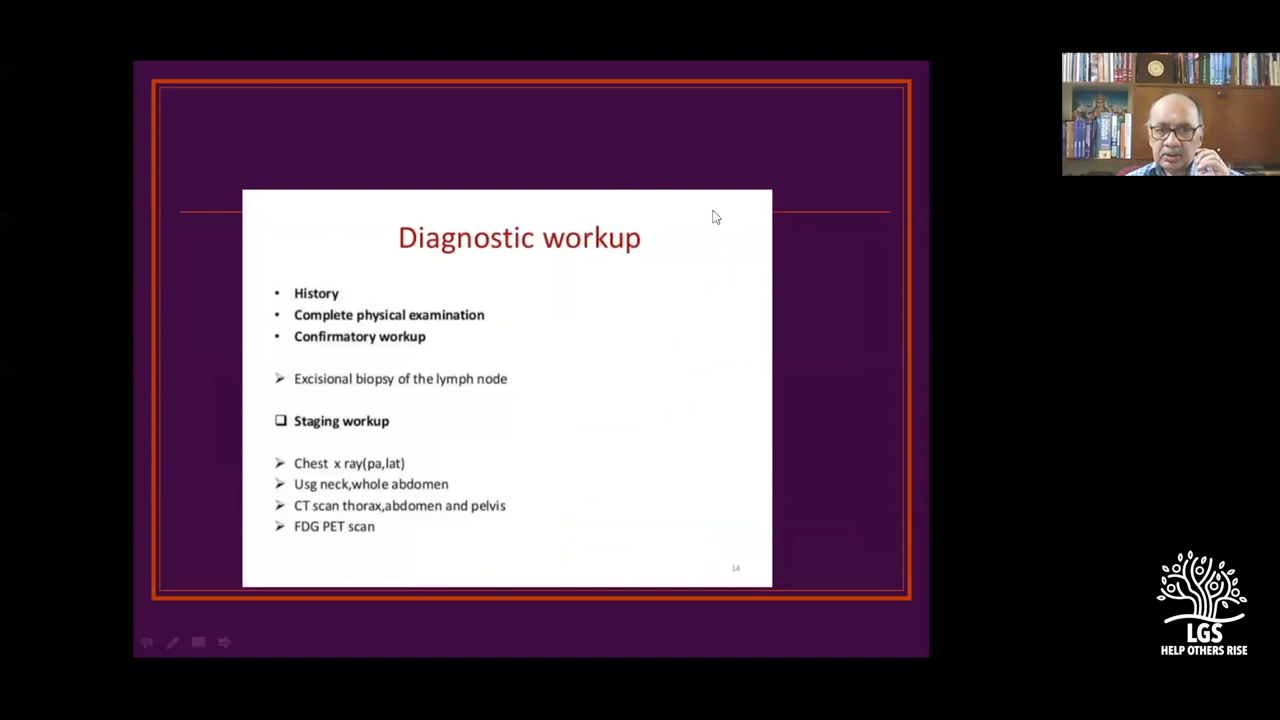 Diagnostic workup
• History
• Complete physical examination
• Confirmatory workup
➢ Excisional biopsy of the lymph node
❑ Staging workup
➢ Chest x ray(pa,lat)
➢ Usg neck,whole abdomen
➢ CT scan thorax,abdomen and pelvis
➢ FDG PET scan
14
LGS
HELP OTHERS RISE